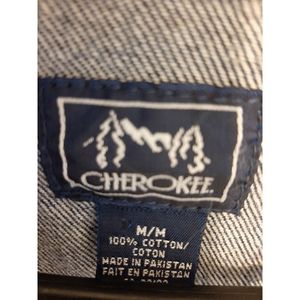 CHEROKEE
M/M
100% COTTON/
COTON
MADE IN PAKISTAN
FAIT EN PAKISTAN